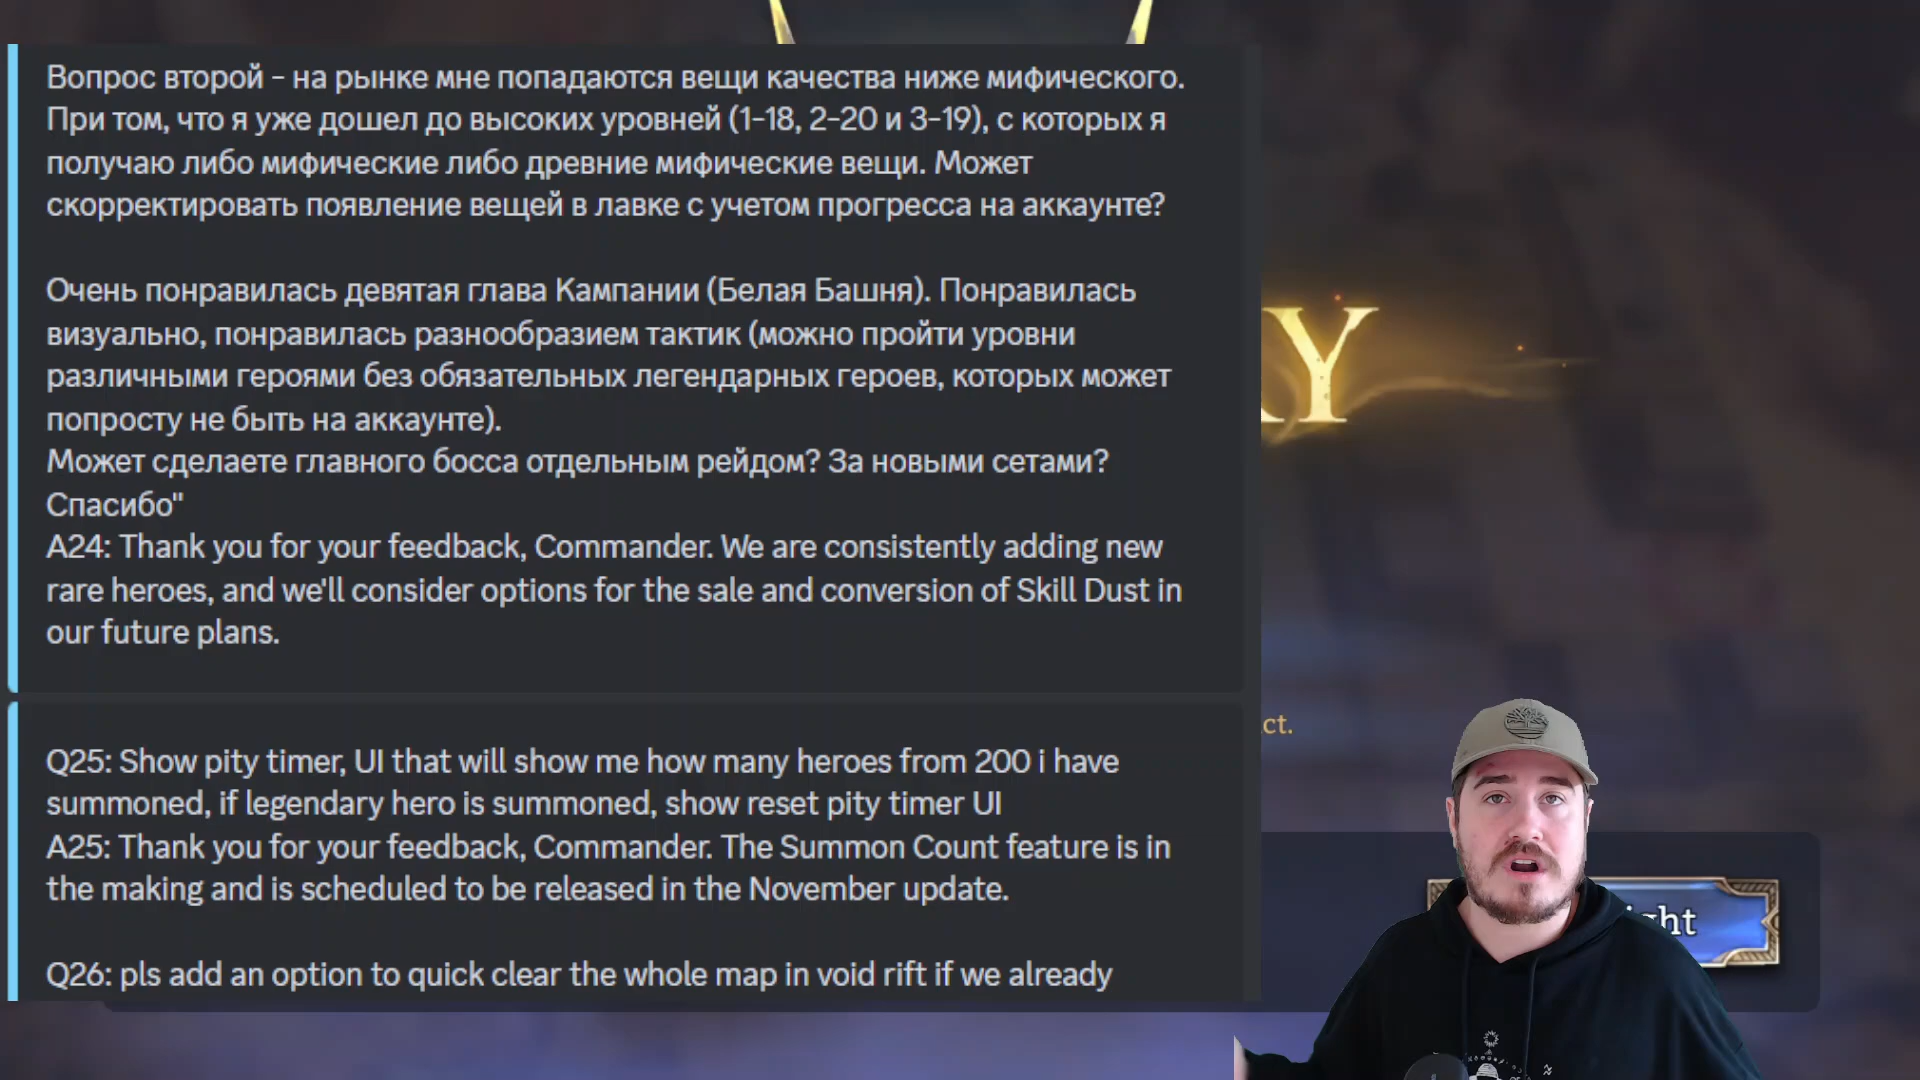 Вопрос второй - на рынке мне попадаются вещи качества ниже мифического.
При том, что я уже дошел до высоких уровней (1-18, 2-20 и 3-19), с которых я
получаю либо мифические либо древние мифические вещи. Может
скорректировать появление вещей в лавке с учетом прогресса на аккаунте?
Очень понравилась девятая глава Кампании (Белая Башня). Понравилась
визуально, понравилась разнообразием тактик (можно пройти уровни
различными героями без обязательных легендарных героев, которых может
попросту не быть на аккаунте).
Может сделаете главного босса отдельным рейдом? За новыми сетами?
Спасибо"
A24: Thank you for your feedback, Commander. We are consistently adding new
rare heroes, and we'll consider options for the sale and conversion of Skill Dust in
our future plans.
Q25: Show pity timer, UI that will show me how many heroes from 200 i have
summoned, if legendary hero is summoned, show reset pity timer UI
A25: Thank you for your feedback, Commander. The Summon Count feature is in
the making and is scheduled to be released in the November update.
Q26: pls add an option to quick clear the whole map in void rift if we already
Y
ct.
ght